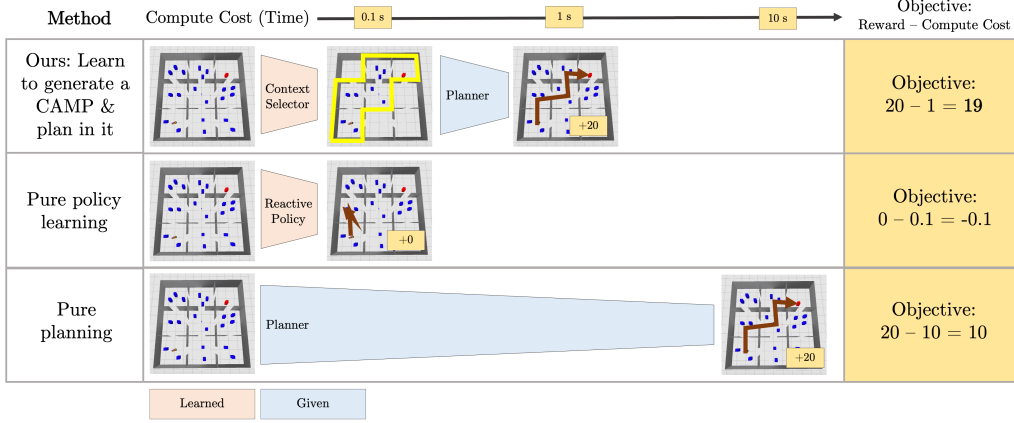 Method
Compute Cost (Time)
0.1 s
1 s
10 s
Objective:
Reward – Compute Cost
Ours: Learn
to generate a
CAMP &
plan in it
Context
Selector
Planner
+20
Objective:
20 – 1 = 19
Pure policy
learning
Reactive
Policy
+0
Objective:
0 – 0.1 = -0.1
Pure
planning
Planner
+20
Objective:
20 – 10 = 10
Learned
Given